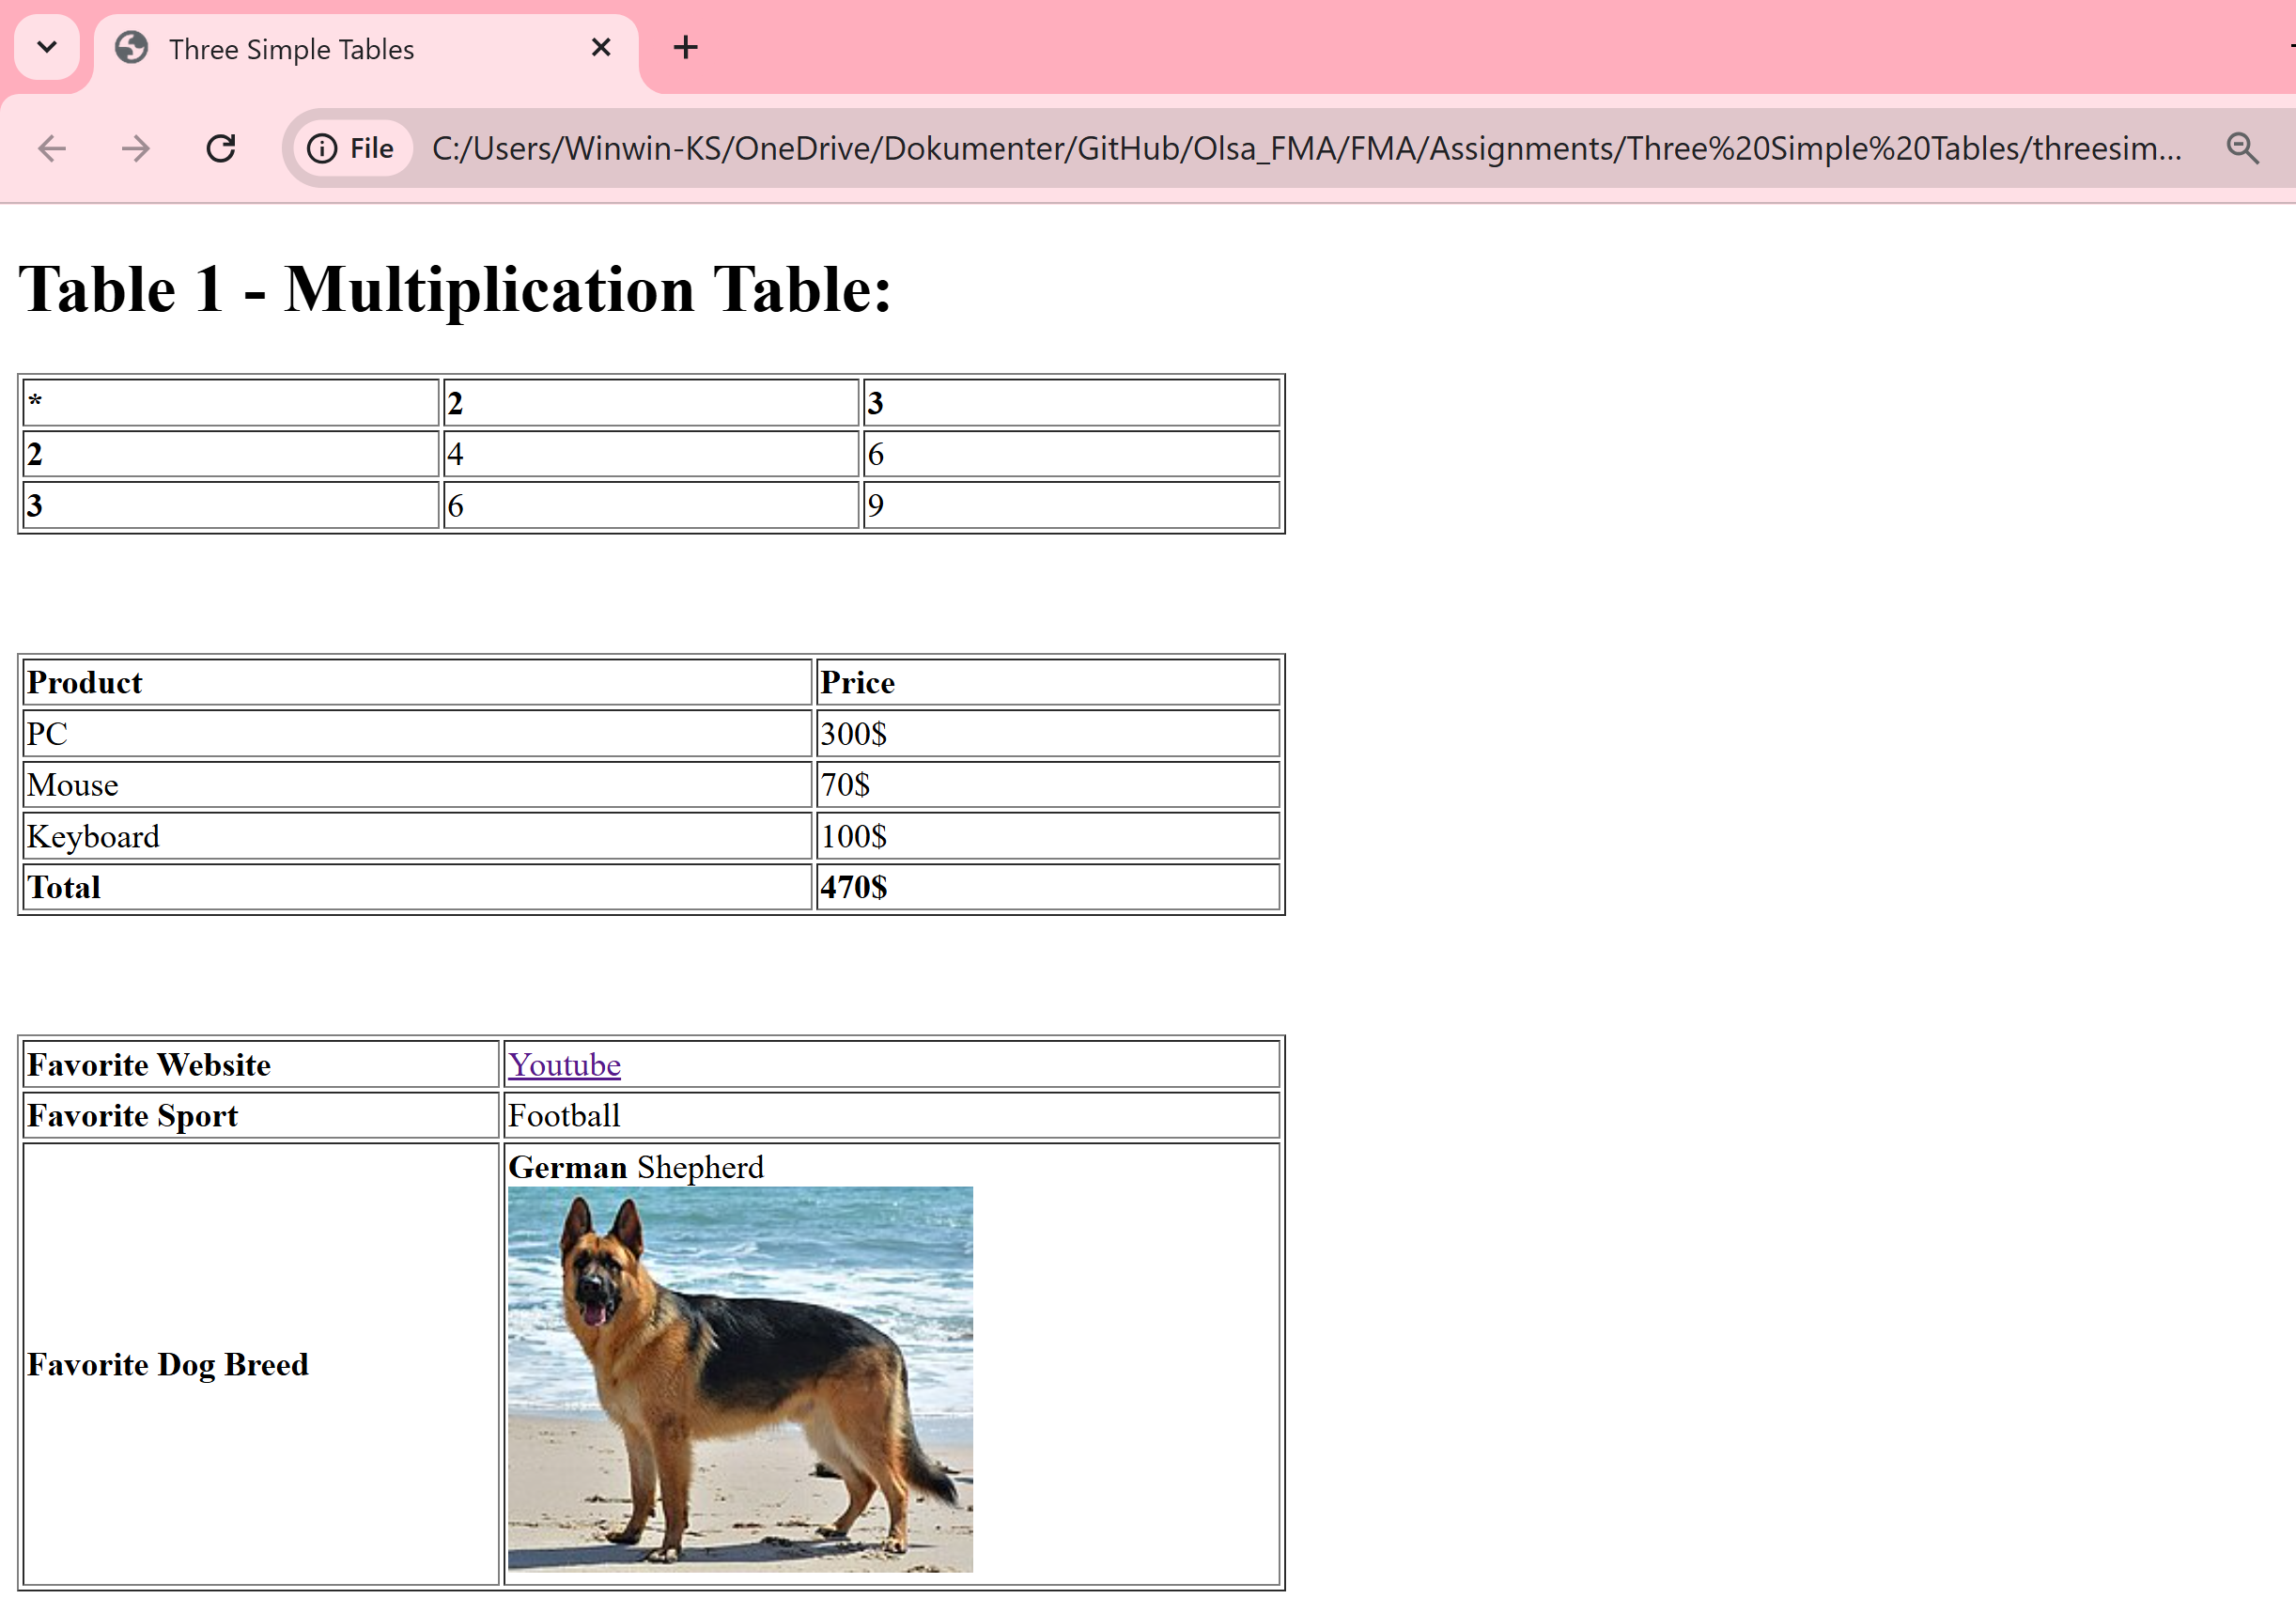 Three Simple Tables
File C:/Users/Winwin-KS/OneDrive/Dokumenter/GitHub/Olsa_FMA/FMA/Assignments/Three%20Simple%20Tables/threesim...
Table 1 - Multiplication Table:
* 2 3
2 4 6
3 6 9
Product Price
PC 300$
Mouse 70$
Keyboard 100$
Total 470$
Favorite Website Youtube
Favorite Sport Football
German Shepherd
Favorite Dog Breed